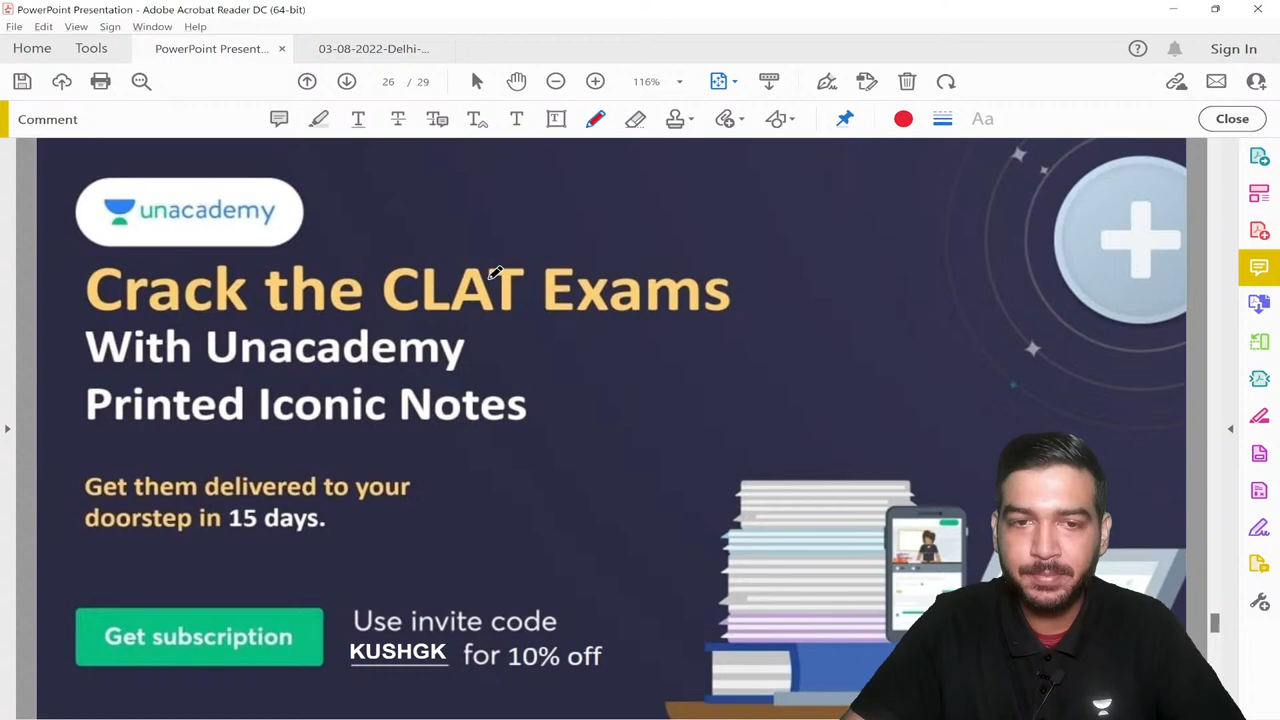 PowerPoint Presentation - Adobe Acrobat Reader DC (64-bit)
File Edit View Sign Window Help
Home Tools PowerPoint Present... × 03-08-2022-Delhi-... Sign In
26 / 29 116%
Comment Aa Close
unacademy
Crack the CLAT Exams
With Unacademy
Printed Iconic Notes
Get them delivered to your
doorstep in 15 days.
Get subscription
Use invite code
KUSHGK for 10% off